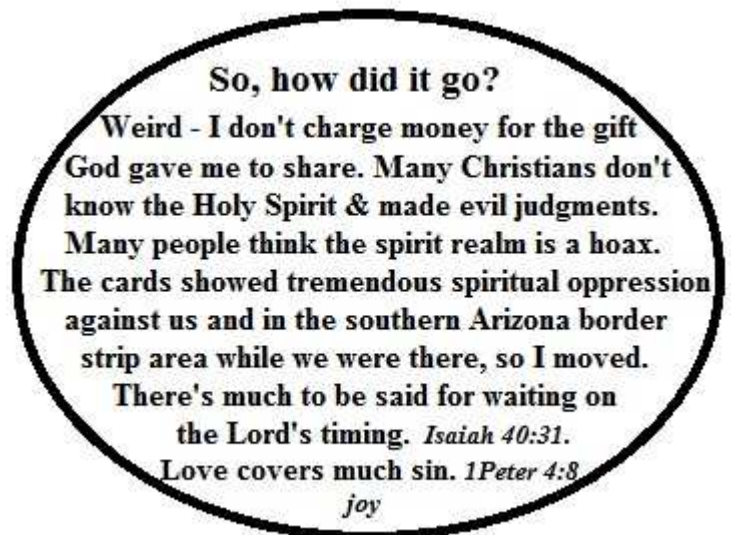 So, how did it go?
Weird - I don't charge money for the gift
God gave me to share. Many Christians don't
know the Holy Spirit & made evil judgments.
Many people think the spirit realm is a hoax.
The cards showed tremendous spiritual oppression
against us and in the southern Arizona border
strip area while we were there, so I moved.
There's much to be said for waiting on
the Lord's timing. Isaiah 40:31.
Love covers much sin. 1Peter 4:8
joy